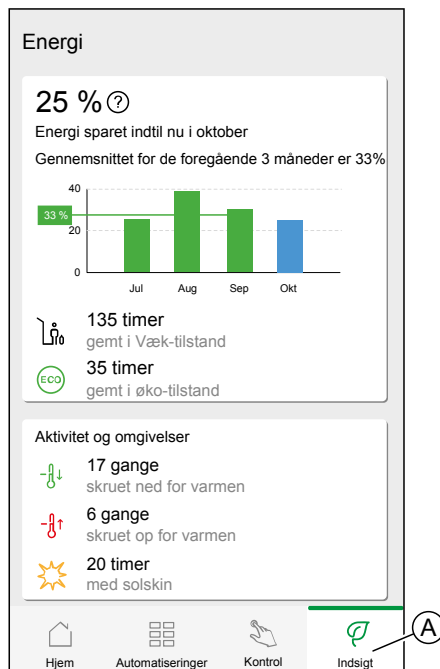 Energi
25 % ?
Energi sparet indtil nu i oktober
Gennemsnittet for de foregående 3 måneder er 33%
40
33 %
20
0
Jul Aug Sep Okt
135 timer
gemt i Væk-tilstand
ECO
35 timer
gemt i øko-tilstand
Aktivitet og omgivelser
17 gange
skruet ned for varmen
6 gange
skruet op for varmen
20 timer
med solskin
Hjem Automatiseringer Kontrol Indsigt
A